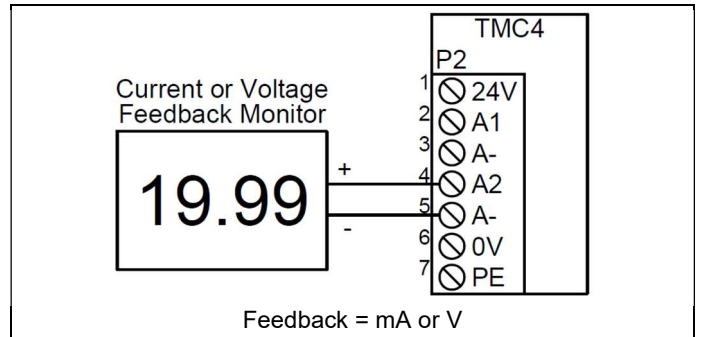 TMC4
P2
Current or Voltage
Feedback Monitor
19.99
+
-
1 24V
2 A1
3 A-
4 A2
5 A-
6 0V
7 PE
Feedback = mA or V